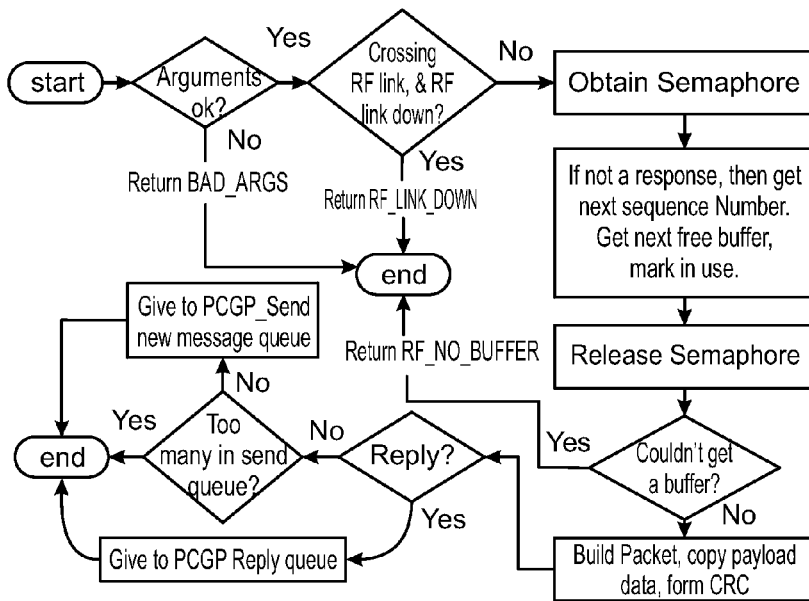 start
Arguments
ok?
Yes
No
Return BAD_ARGS
Crossing
RF link, & RF
link down?
No
Yes
Return RF_LINK_DOWN
end
Obtain Semaphore
If not a response, then get
next sequence Number.
Get next free buffer,
mark in use.
Release Semaphore
Couldn't get
a buffer?
Yes
No
Return RF_NO_BUFFER
Build Packet, copy payload
data, form CRC
Reply?
No
Yes
Too
many in send
queue?
No
Yes
Give to PCGP_Send
new message queue
end
Give to PCGP Reply queue